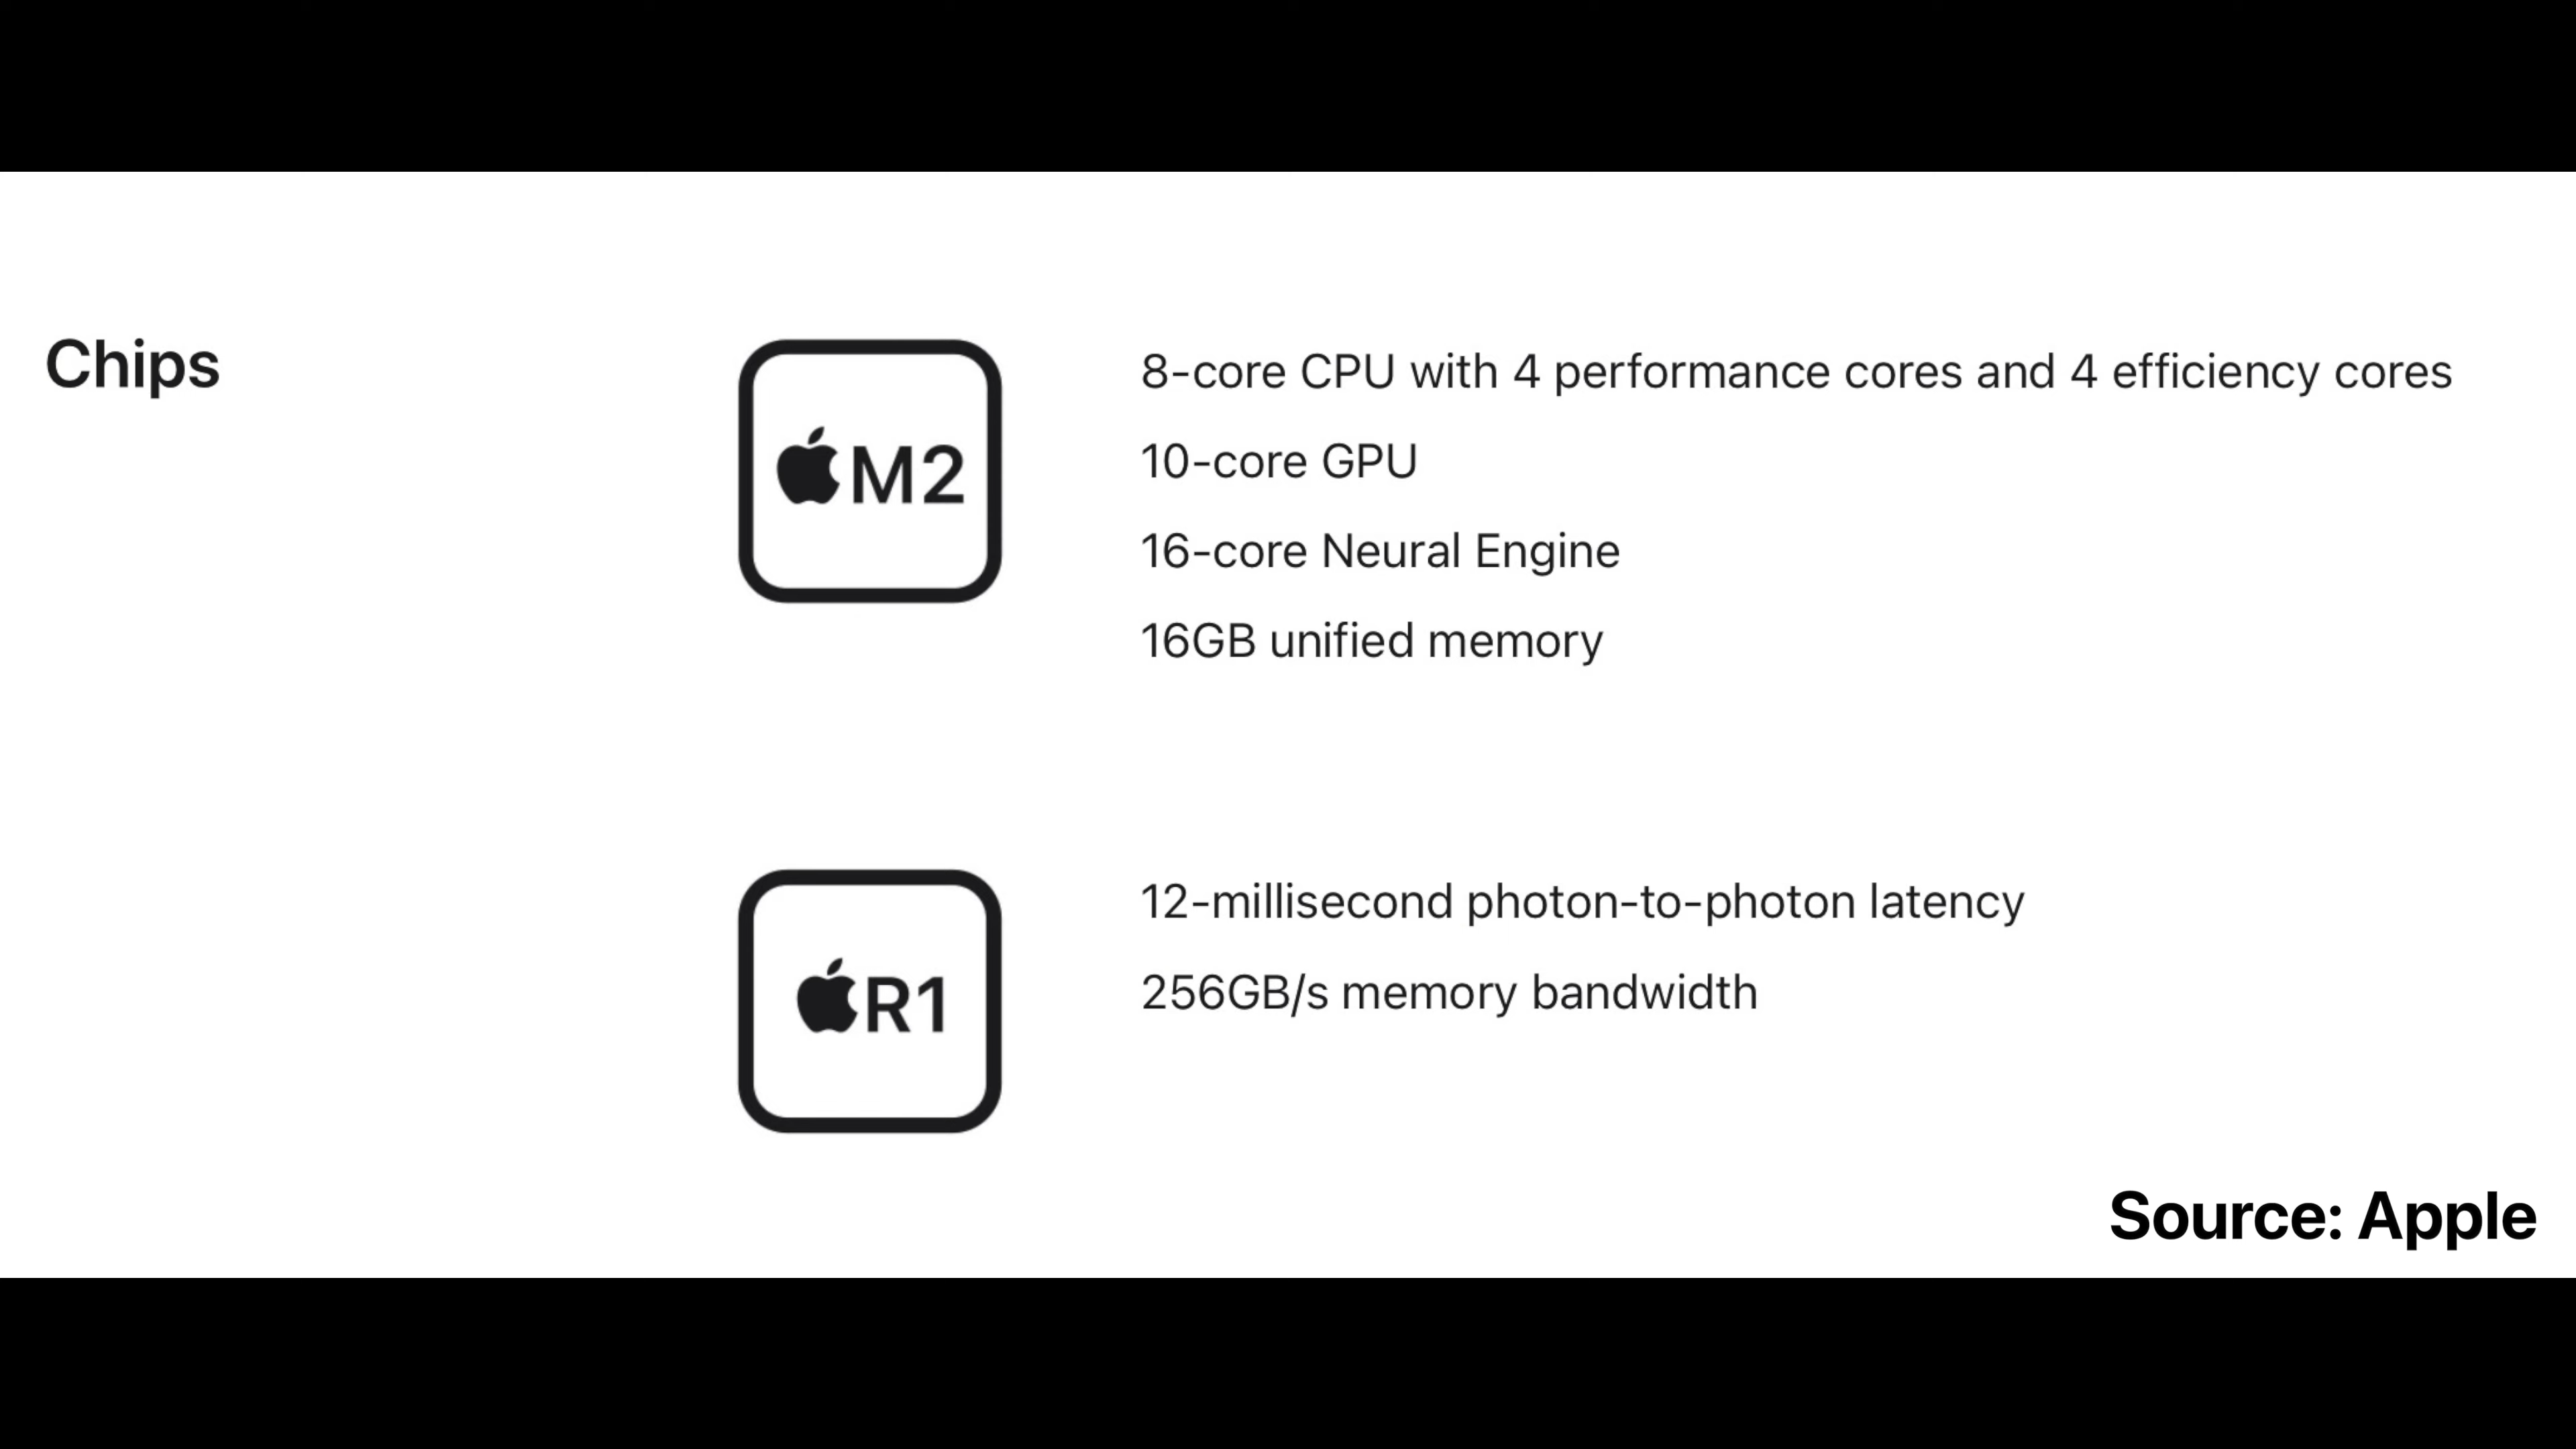 Chips
M2
8-core CPU with 4 performance cores and 4 efficiency cores
10-core GPU
16-core Neural Engine
16GB unified memory
R1
12-millisecond photon-to-photon latency
256GB/s memory bandwidth
Source: Apple